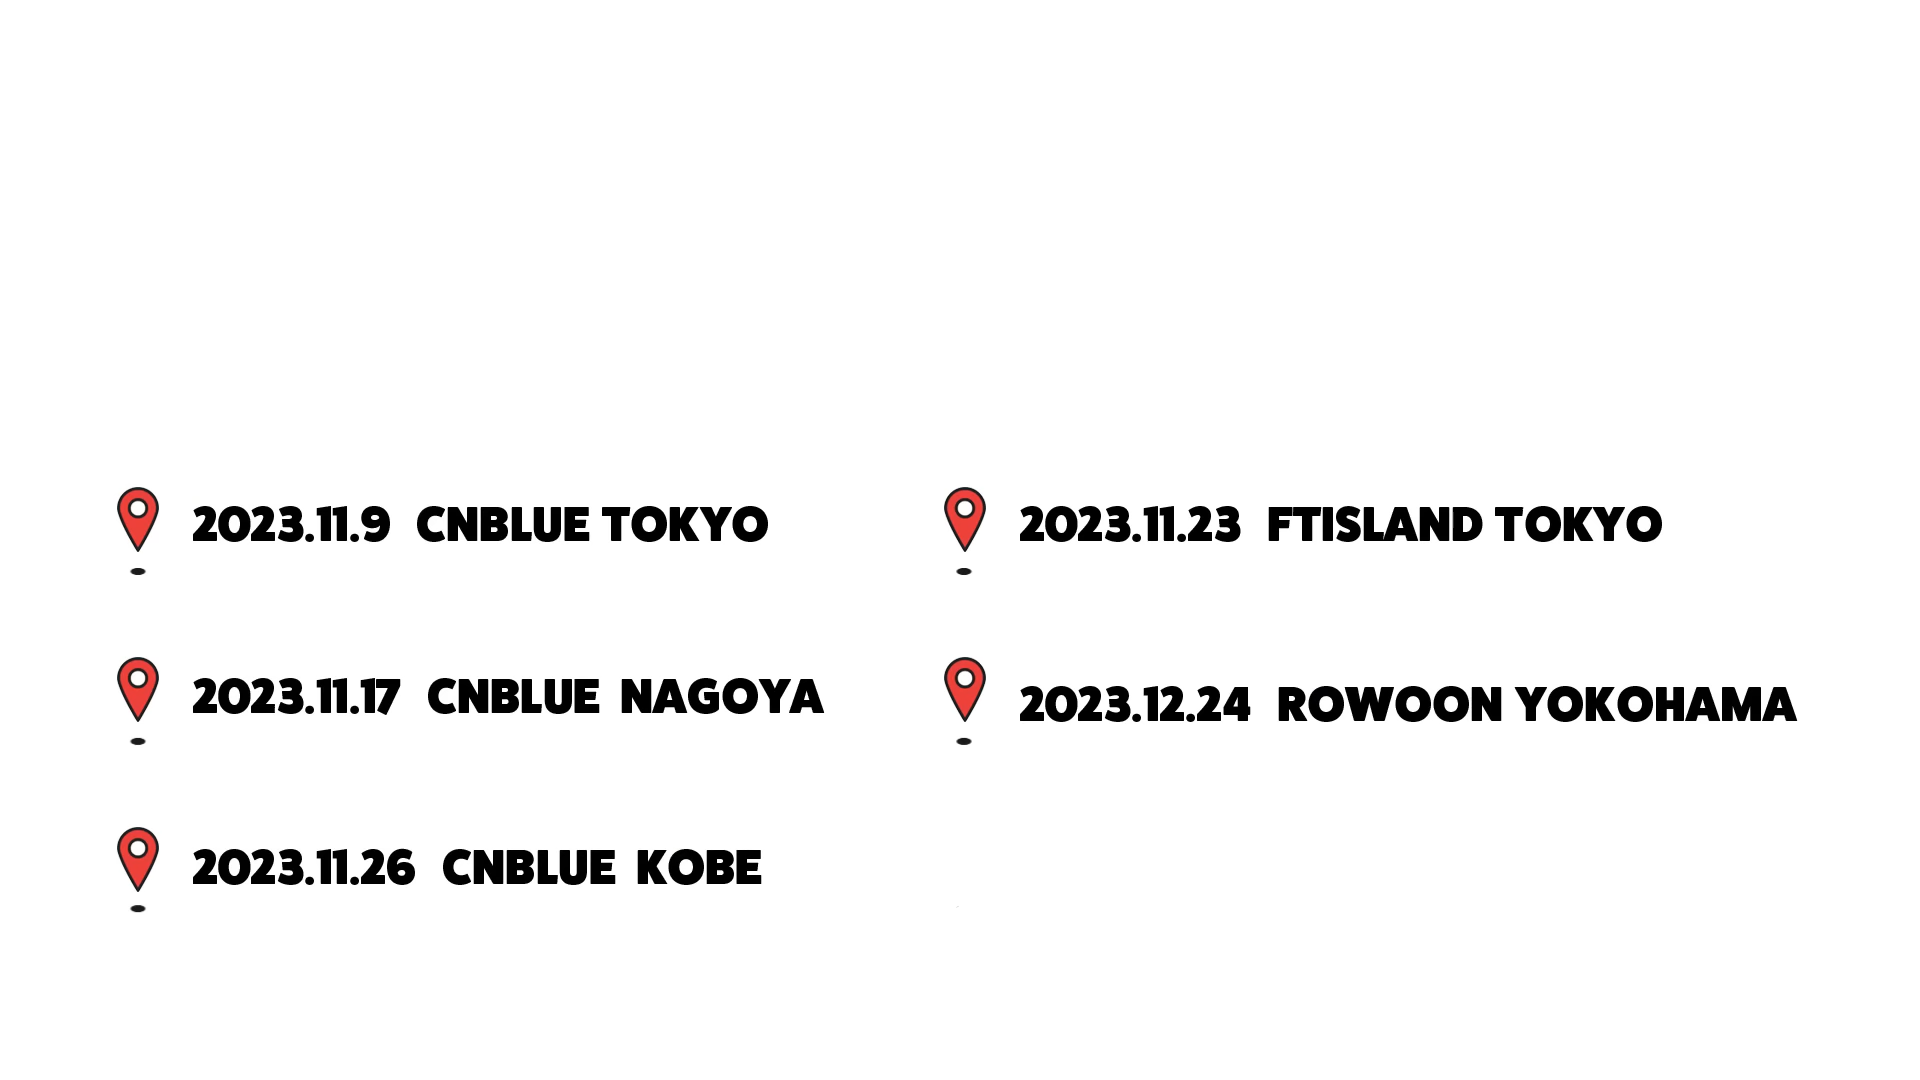 2023.11.9 CNBLUE TOKYO
2023.11.17 CNBLUE NAGOYA
2023.11.26 CNBLUE KOBE
2023.11.23 FTISLAND TOKYO
2023.12.24 ROWOON YOKOHAMA